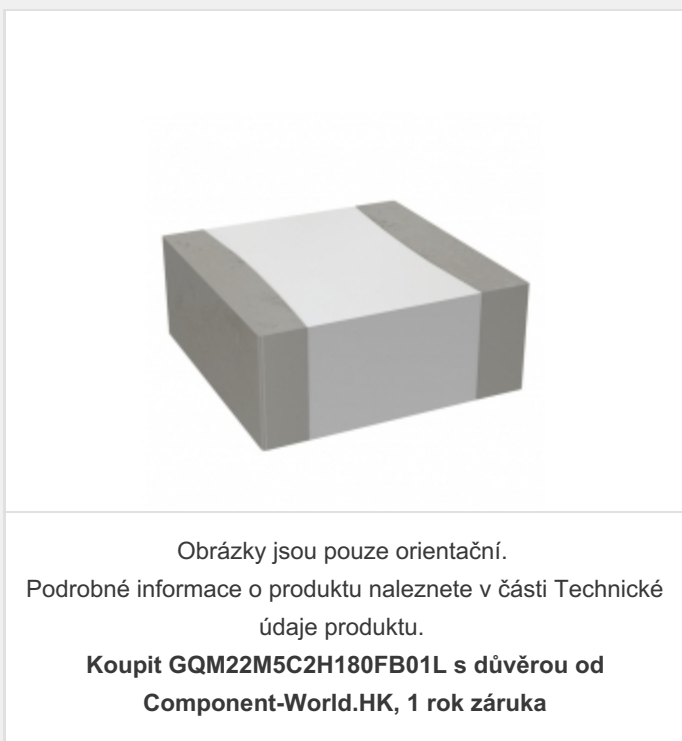 Obrázky jsou pouze orientační.
Podrobné informace o produktu naleznete v části Technické
údaje produktu.
Koupit GQM22M5C2H180FB01L s důvěrou od
Component-World.HK, 1 rok záruka